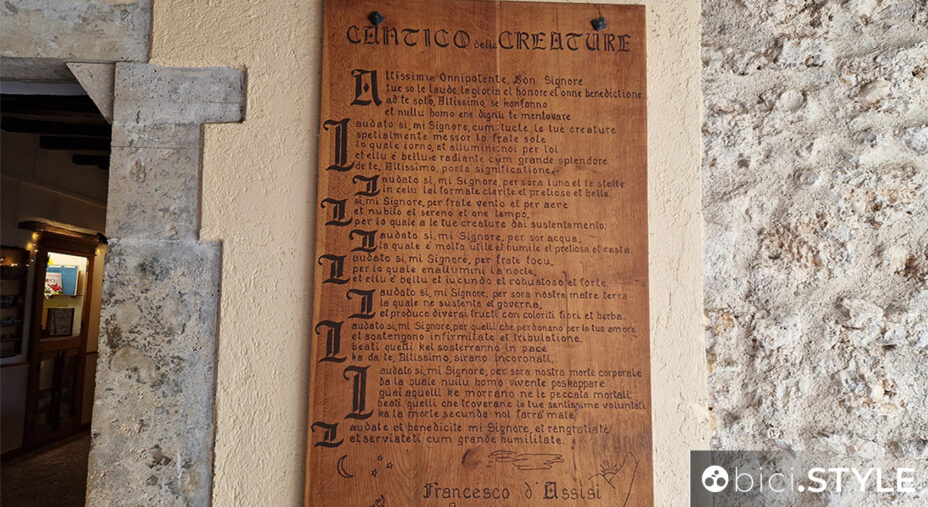 CANTICO delle CREATURE
Altissimu, Onnipotente, Bon Signore
tue so le laude, la gloria el honore et onne benedictione.
ad te solo, Altissimo, se konfanno
et nullu homo ene dignu te mentovare
Laudato si, mi Signore, cum tucte le tue creature
spetialmente messor lo frate sole
lo quale iorno, et allumini noi per loi
et ellu è bellu e radiante cum grande splendore
de te, Altissimo, porta significatione.
Laudato si, mi Signore, per sora luna et le stelle
in celu lai formate clarite et pretiose et belle.
Laudato si, mi Signore, per frate vento et per aere
et nubilo et sereno et one tempo,
per lo quale a le tue creature dai sustentamento.
Laudato si, mi Signore, per sor acqua,
la quale è molto utile et humile et pretiosa et casta.
Laudato si, mi Signore, per frate focu,
per lo quale enallumini la nocte,
et ellu è bellu et iucundo et robustoso et forte.
Laudato si, mi Signore, per sora nostra matre terra
la quale ne sustenta et governa,
et produce diversi fructi con coloriti fiori et herba.
Laudato si, mi Signore, per quelli che perdonano per lo tuo amore
et sostengono infirmitate et tribulatione.
beati quelli kel sosterranno in pace
ka da te, Altissimo, sirano incoronati.
Laudato si, mi Signore, per sora nostra morte corporale
da la quale nullu homo vivente po skappare
guai aquelli ke morrano ne le peccata mortali
beati quelli che troverane le tue santissime voluntati
ka la morte secunda nol farra male
Laudate et benedicite mi Signore, et rengratiate
et serviateli cum grande humilitate.
Francesco d'Assisi
bici.STYLE